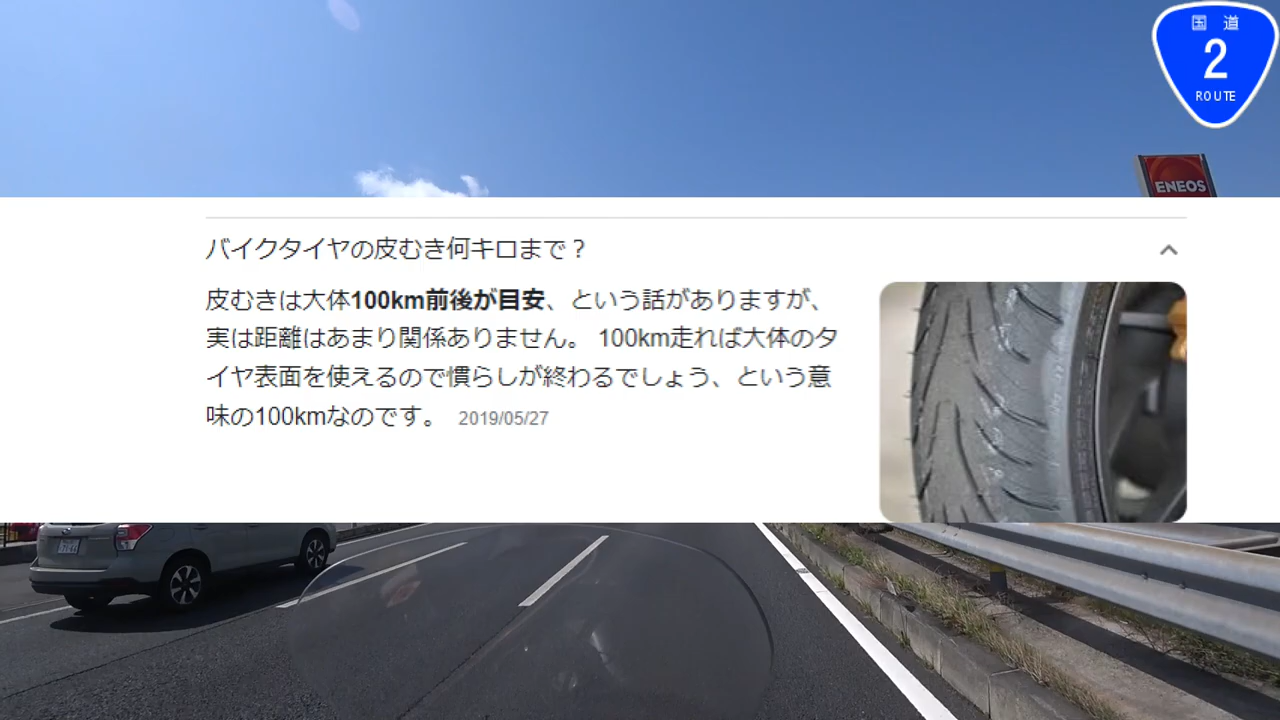 国 道
2
ROUTE
ENEOS
バイクタイヤの皮むき何キロまで？
皮むきは大体100km前後が目安、という話がありますが、
実は距離はあまり関係ありません。 100km走れば大体のタ
イヤ表面を使えるので慣らしが終わるでしょう、という意
味の100kmなのです。 2019/05/27